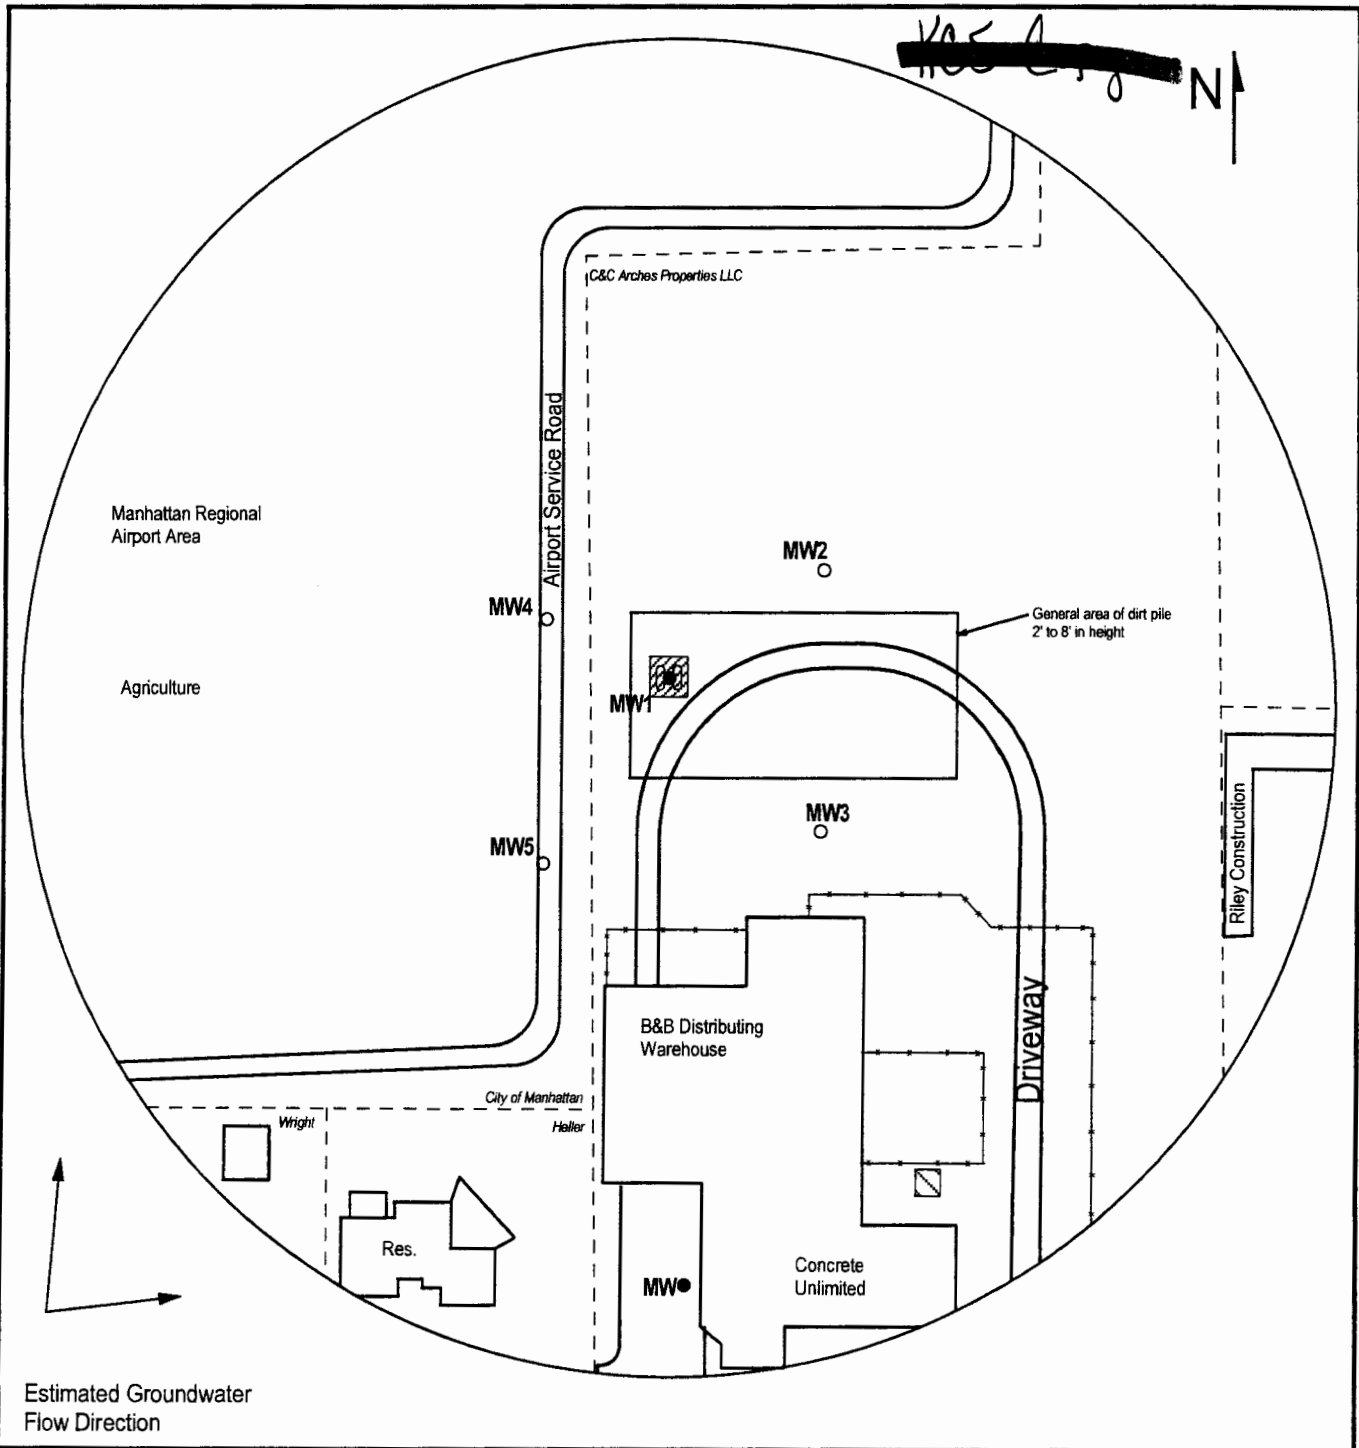 N
C&C Arches Properties LLC
Airport Service Road
Manhattan Regional
Airport Area
MW2
MW4
General area of dirt pile
2' to 8' in height
Agriculture
MW1
MW3
MW5
Riley Construction
Driveway
B&B Distributing
Warehouse
City of Manhattan
Wright
Heller
Res.
Concrete
Unlimited
MW
Estimated Groundwater
Flow Direction